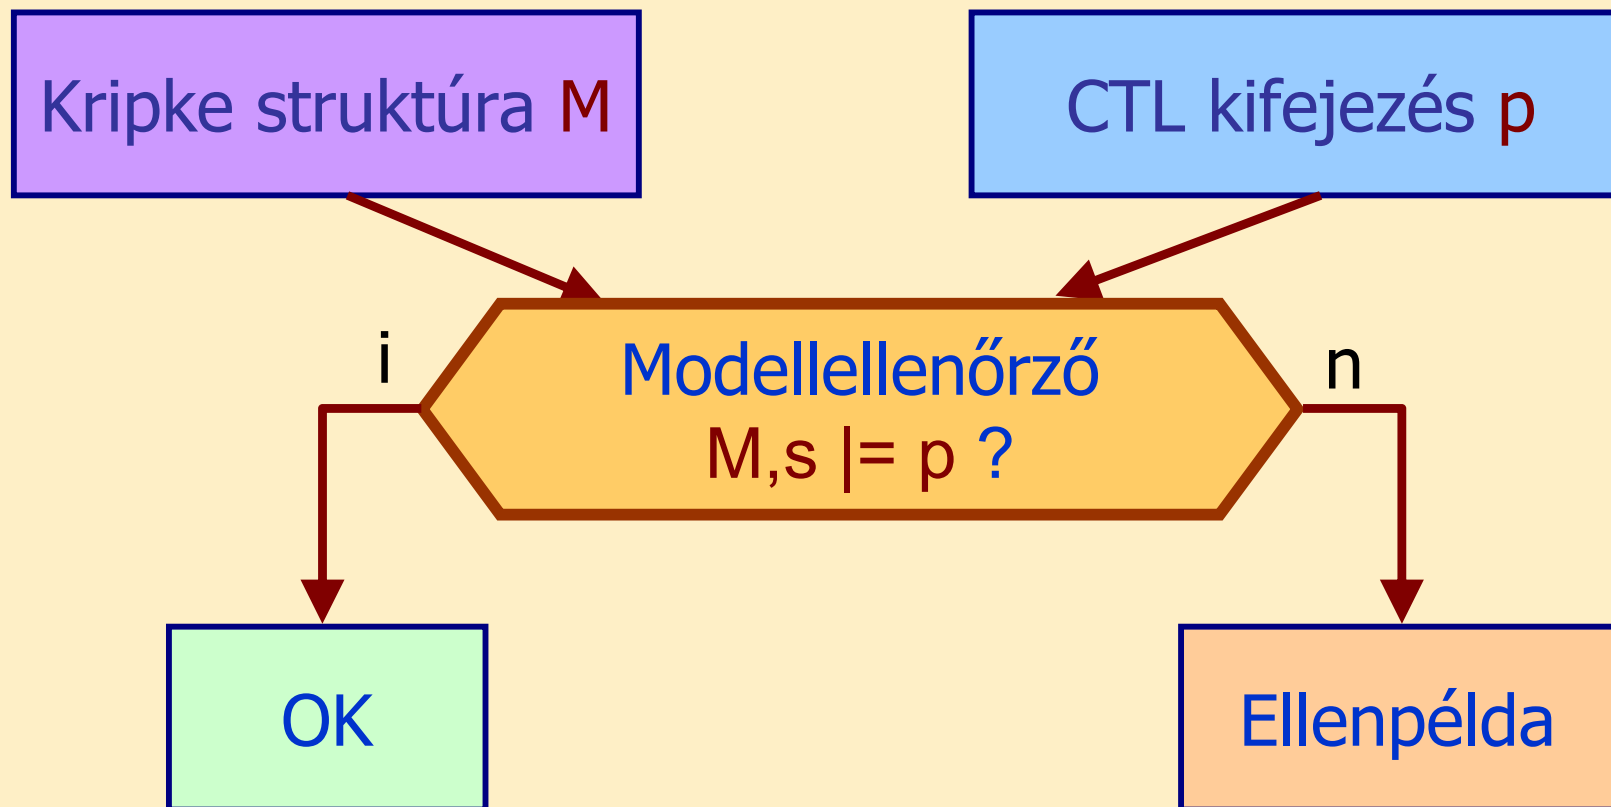 Kripke struktúra M
CTL kifejezés p
i
Modellellenőrző
n
M,s |= p ?
OK
Ellenpélda